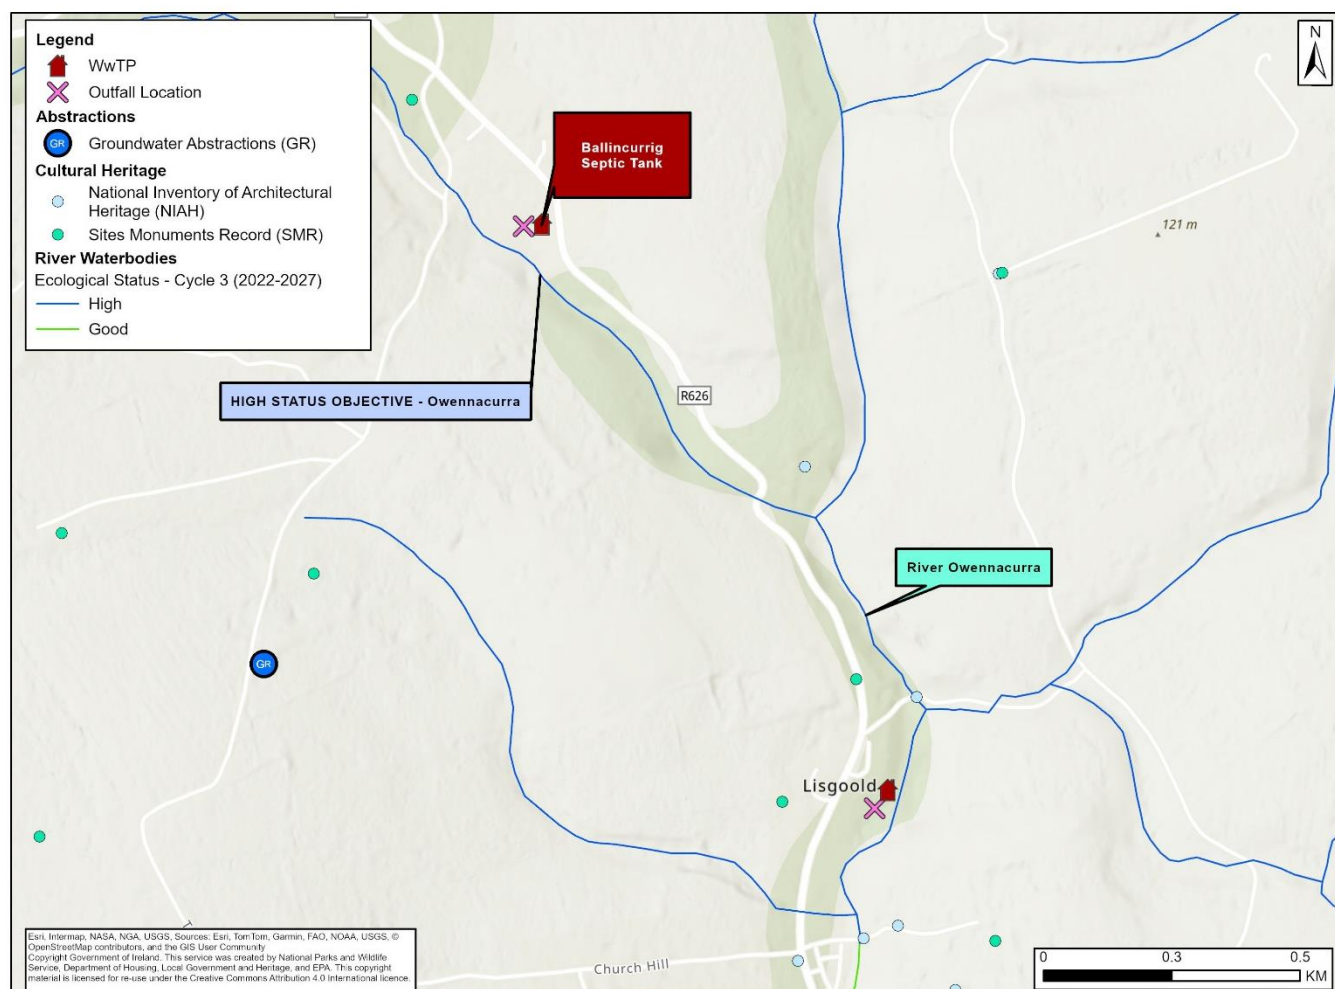 Legend
WwTP
Outfall Location
Abstractions
GR
Groundwater Abstractions (GR)
Cultural Heritage
National Inventory of Architectural
Heritage (NIAH)
Sites Monuments Record (SMR)
River Waterbodies
Ecological Status - Cycle 3 (2022-2027)
High
Good
N
Ballincurrig
Septic Tank
121 m
HIGH STATUS OBJECTIVE - Owennacurra
R626
River Owennacurra
GR
Lisgoold
Church Hill
Esri, Intermap, NASA, NGA, USGS, Sources: Esri, TomTom, Garmin, FAO, NOAA, USGS, ©
OpenStreetMap contributors, and the GIS User Community
Copyright Government of Ireland. This service was created by National Parks and Wildlife
Service, Department of Housing, Local Government and Heritage, and EPA. This copyright
material is licensed for re-use under the Creative Commons Attribution 4.0 International licence.
0 0.3 0.5
KM